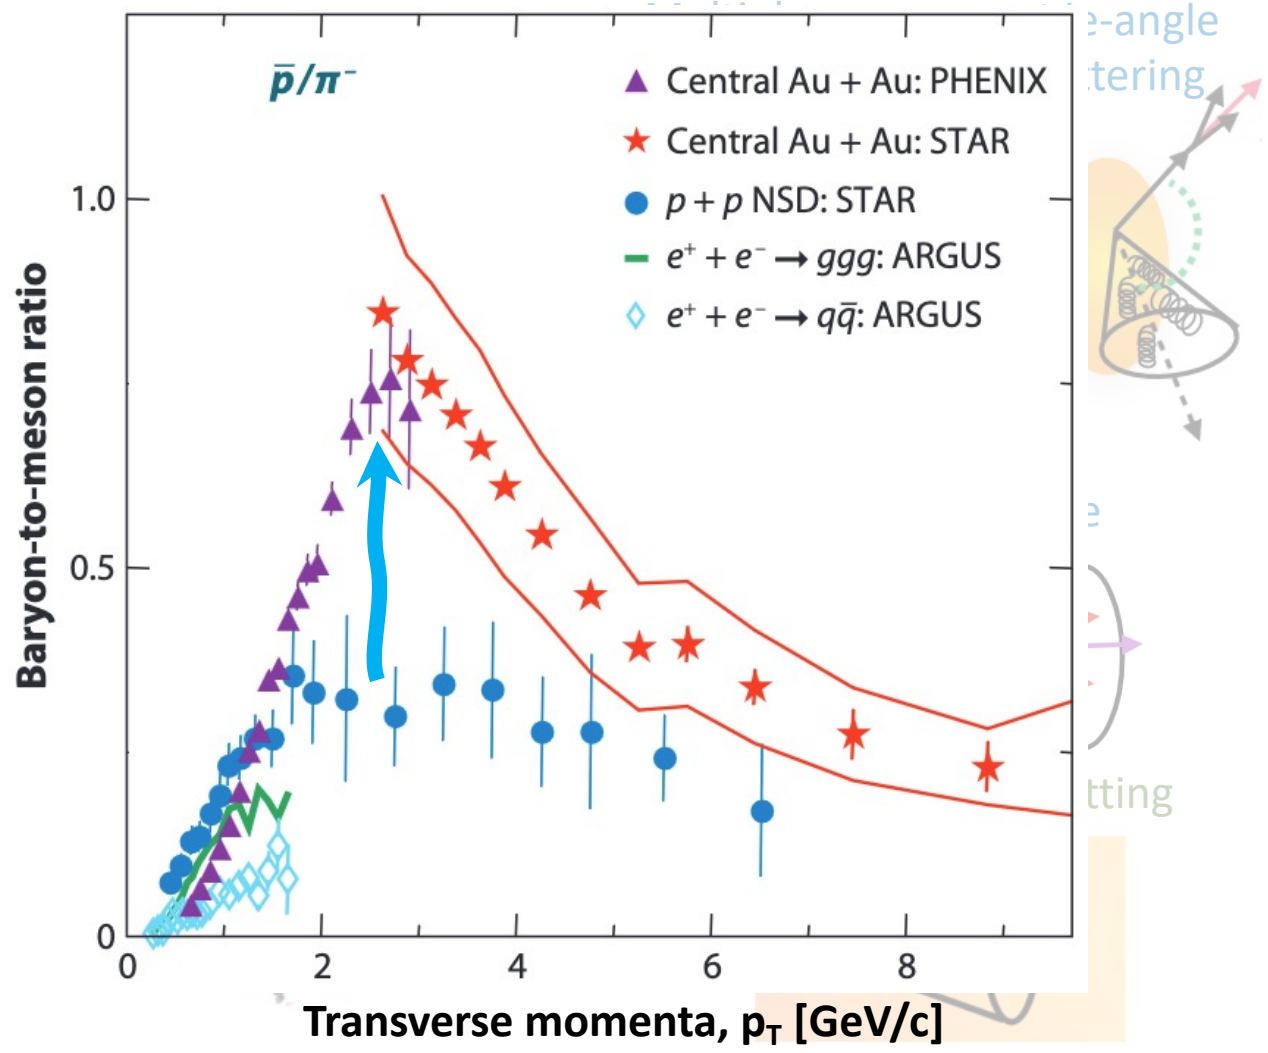 e-angle
ttering
p̄/π⁻
Central Au + Au: PHENIX
Central Au + Au: STAR
p + p NSD: STAR
e⁺ + e⁻ → ggg: ARGUS
e⁺ + e⁻ → qq̄: ARGUS
1.0
0.5
0
Baryon-to-meson ratio
e
tting
0 2 4 6 8
Transverse momenta, p_T [GeV/c]